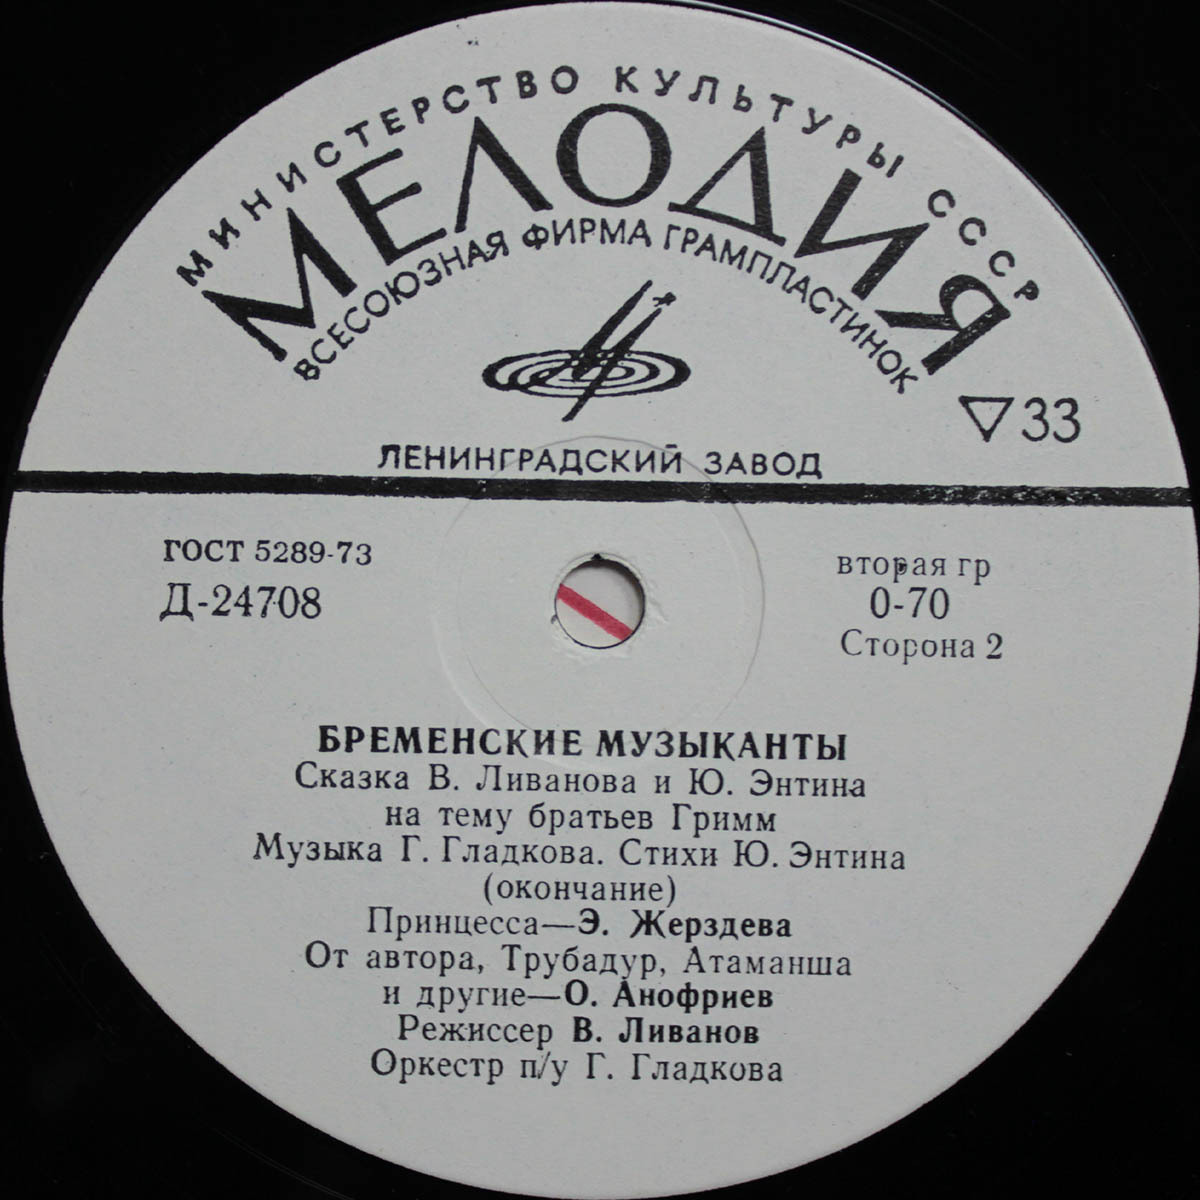 МИНИСТЕРСТВО КУЛЬТУРЫ СССР
МЕЛОДИЯ
ВСЕСОЮЗНАЯ ФИРМА ГРАМПЛАСТИНОК
▽33
ЛЕНИНГРАДСКИЙ ЗАВОД
ГОСТ 5289-73
Д-24708
вторая гр
0-70
Сторона 2
БРЕМЕНСКИЕ МУЗЫКАНТЫ
Сказка В. Ливанова и Ю. Энтина
на тему братьев Гримм
Музыка Г. Гладкова. Стихи Ю. Энтина
(окончание)
Принцесса—Э. Жерздева
От автора, Трубадур, Атаманша
и другие—О. Анофриев
Режиссер В. Ливанов
Оркестр п/у Г. Гладкова